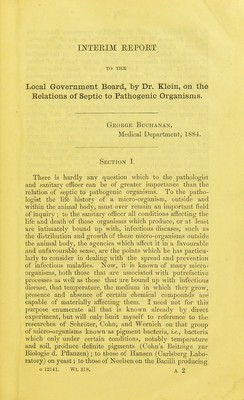 INTERIM REPORT
TO THE
Local Government Board, by Dr. Klein, on the
Relations of Septic to Pathogenic Organisms.
GEORGE BUCHANAN,
Medical Department, 1884.
SECTION I.
There is hardly any question which to the pathologist
and sanitary officer can be of greater importance than the
relation of septic to pathogenic organisms. To the patho-
logist the life history of a micro-organism, outside and
within the animal body, must ever remain an important field
of inquiry; to the sanitary officer all conditions affecting the
life and death of those organisms which produce, or at least
are intimately bound up with, infectious diseases, such as
the distribution and growth of these micro-organisms outside
the animal body, the agencies which affect it in a favourable
and unfavourable sense, are the points which he has particu-
larly to consider in dealing with the spread and prevention
of infectious maladies. Now, it is known of many micro-
organisms, both those that are associated with putrefactive
processes as well as those that are bound up with infectious
disease, that temperature, the medium in which they grow,
presence and absence of certain chemical compounds are
capable of materially affecting them. I need not for this
purpose enumerate all that is known already by direct
experiment, but will only limit myself to reference to the
researches of Schröter, Cohn, and Wernich on that group
of micro-organisms known as pigment bacteria, i.e., bacteria
which only under certain conditions, notably temperature
and soil, produce definite pigments (Cohn's Beiträge zur
Biologie d. Pflanzen); to those of Hansen (Carlsberg Labo-
ratory) on yeast; to those of Neelsen on the Bacilli producing
o 13141. Wt. 318. A 2